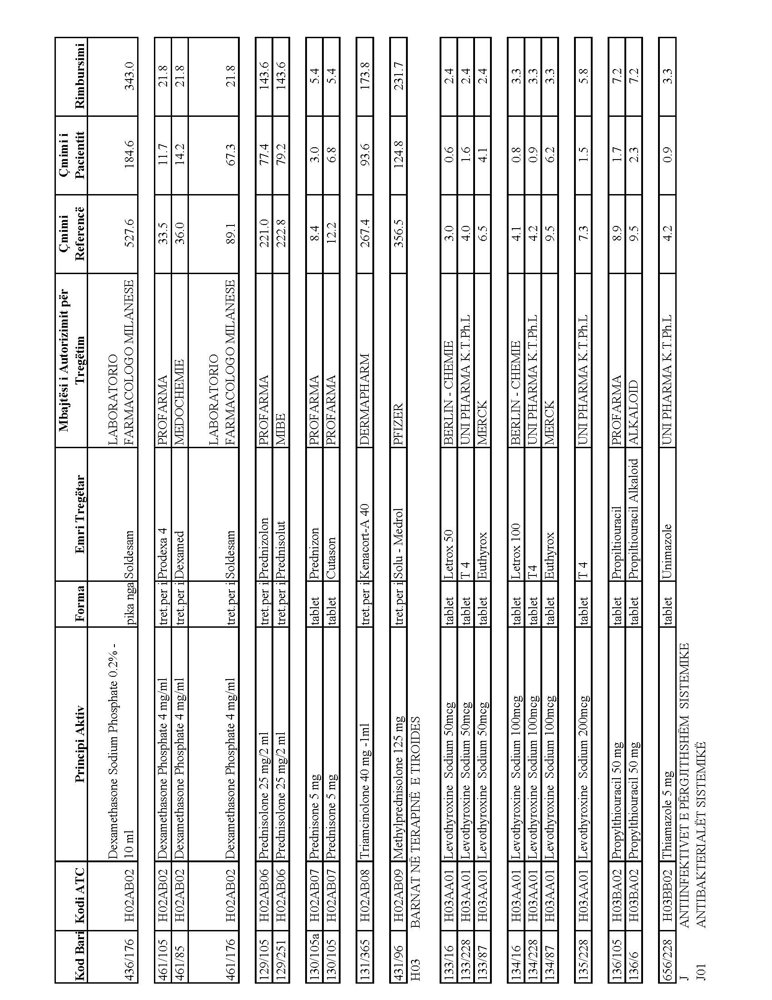 Kod Bari Kodi ATC Principi Aktiv Forma Emri Tregëtar Mbajtësi i Autorizimit për Tregëtim Çmimi Referencë Çmimi i Pacientit Rimbursimi
436/176 H02AB02 Dexamethasone Sodium Phosphate 0.2% - 10 ml pika nga Soldesam LABORATORIO FARMACOLOGO MILANESE 527.6 184.6 343.0
461/105 H02AB02 Dexamethasone Phosphate 4 mg/ml tret.per i Prodexa 4 PROFARMA 33.5 11.7 21.8
461/85 H02AB02 Dexamethasone Phosphate 4 mg/ml tret.per i Dexamed MEDOCHEMIE 36.0 14.2 21.8
461/176 H02AB02 Dexamethasone Phosphate 4 mg/ml tret.per i Soldesam LABORATORIO FARMACOLOGO MILANESE 89.1 67.3 21.8
129/105 H02AB06 Prednisolone 25 mg/2 ml tret.per i Prednizolon PROFARMA 221.0 77.4 143.6
129/251 H02AB06 Prednisolone 25 mg/2 ml tret.per i Prednisolut MIBE 222.8 79.2 143.6
130/105a H02AB07 Prednisone 5 mg tablet Prednizon PROFARMA 8.4 3.0 5.4
130/105 H02AB07 Prednisone 5 mg tablet Cutason PROFARMA 12.2 6.8 5.4
131/365 H02AB08 Triamcinolone 40 mg -1ml tret.per i Kenacort-A 40 DERMAPHARM 267.4 93.6 173.8
431/96 H02AB09 Methylprednisolone 125 mg tret.per i Solu - Medrol PFIZER 356.5 124.8 231.7
H03 BARNAT NË TERAPINË E TIROIDES
133/16 H03AA01 Levothyroxine Sodium 50mcg tablet Letrox 50 BERLIN - CHEMIE 3.0 0.6 2.4
133/228 H03AA01 Levothyroxine Sodium 50mcg tablet T 4 UNI PHARMA K.T.Ph.L 4.0 1.6 2.4
133/87 H03AA01 Levothyroxine Sodium 50mcg tablet Euthyrox MERCK 6.5 4.1 2.4
134/16 H03AA01 Levothyroxine Sodium 100mcg tablet Letrox 100 BERLIN - CHEMIE 4.1 0.8 3.3
134/228 H03AA01 Levothyroxine Sodium 100mcg tablet T4 UNI PHARMA K.T.Ph.L 4.2 0.9 3.3
134/87 H03AA01 Levothyroxine Sodium 100mcg tablet Euthyrox MERCK 9.5 6.2 3.3
135/228 H03AA01 Levothyroxine Sodium 200mcg tablet T 4 UNI PHARMA K.T.Ph.L 7.3 1.5 5.8
136/105 H03BA02 Propylthiouracil 50 mg tablet Propiltiouracil PROFARMA 8.9 1.7 7.2
136/6 H03BA02 Propylthiouracil 50 mg tablet Propiltiouracil Alkaloid ALKALOID 9.5 2.3 7.2
656/228 H03BB02 Thiamazole 5 mg tablet Unimazole UNI PHARMA K.T.Ph.L 4.2 0.9 3.3
J ANTIINFEKTIVET E PËRGJITHSHËM SISTEMIKE
J01 ANTIBAKTERIALËT SISTEMIKË